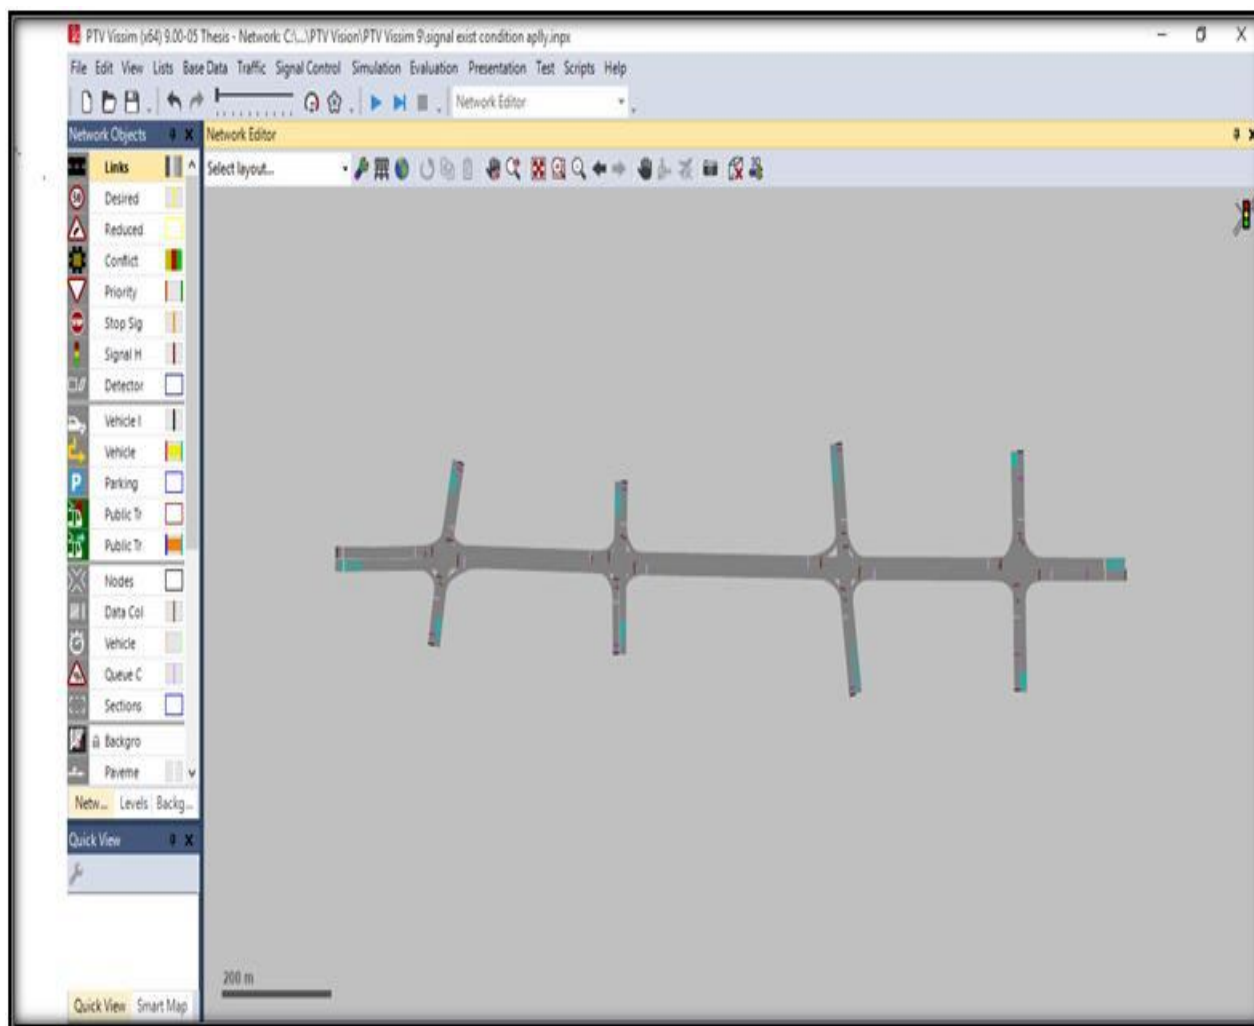 PTV Vissim (x64) 9.00-05 Thesis - Network: C:\...\PTV Vision\PTV Vissim 9\signal exist condition aplly.inpx
File Edit View Lists Base Data Traffic Signal Control Simulation Evaluation Presentation Test Scripts Help
Network Editor
Network Objects
Network Editor
Links
Select layout...
50
Desired
Reduced
Conflict
Priority
Stop Sig
Signal H
Detector
Vehicle I
Vehicle
P
Parking
Public Tr
Public Tr
Nodes
Data Col
Vehicle
Queue C
Sections
Backgro
Paveme
Netw... Levels Backg...
Quick View
200 m
Quick View Smart Map